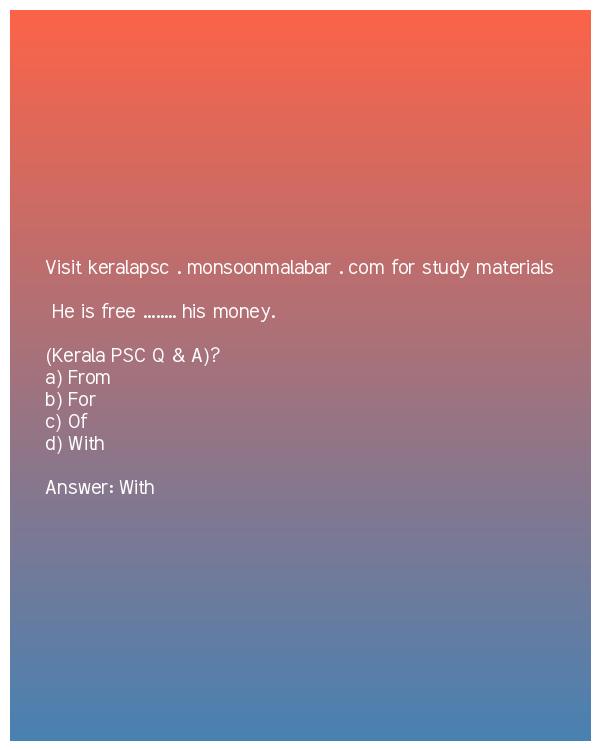 Visit keralapsc . monsoonmalabar . com for study materials
He is free ........ his money.
(Kerala PSC Q & A)?
a) From
b) For
c) Of
d) With
Answer: With